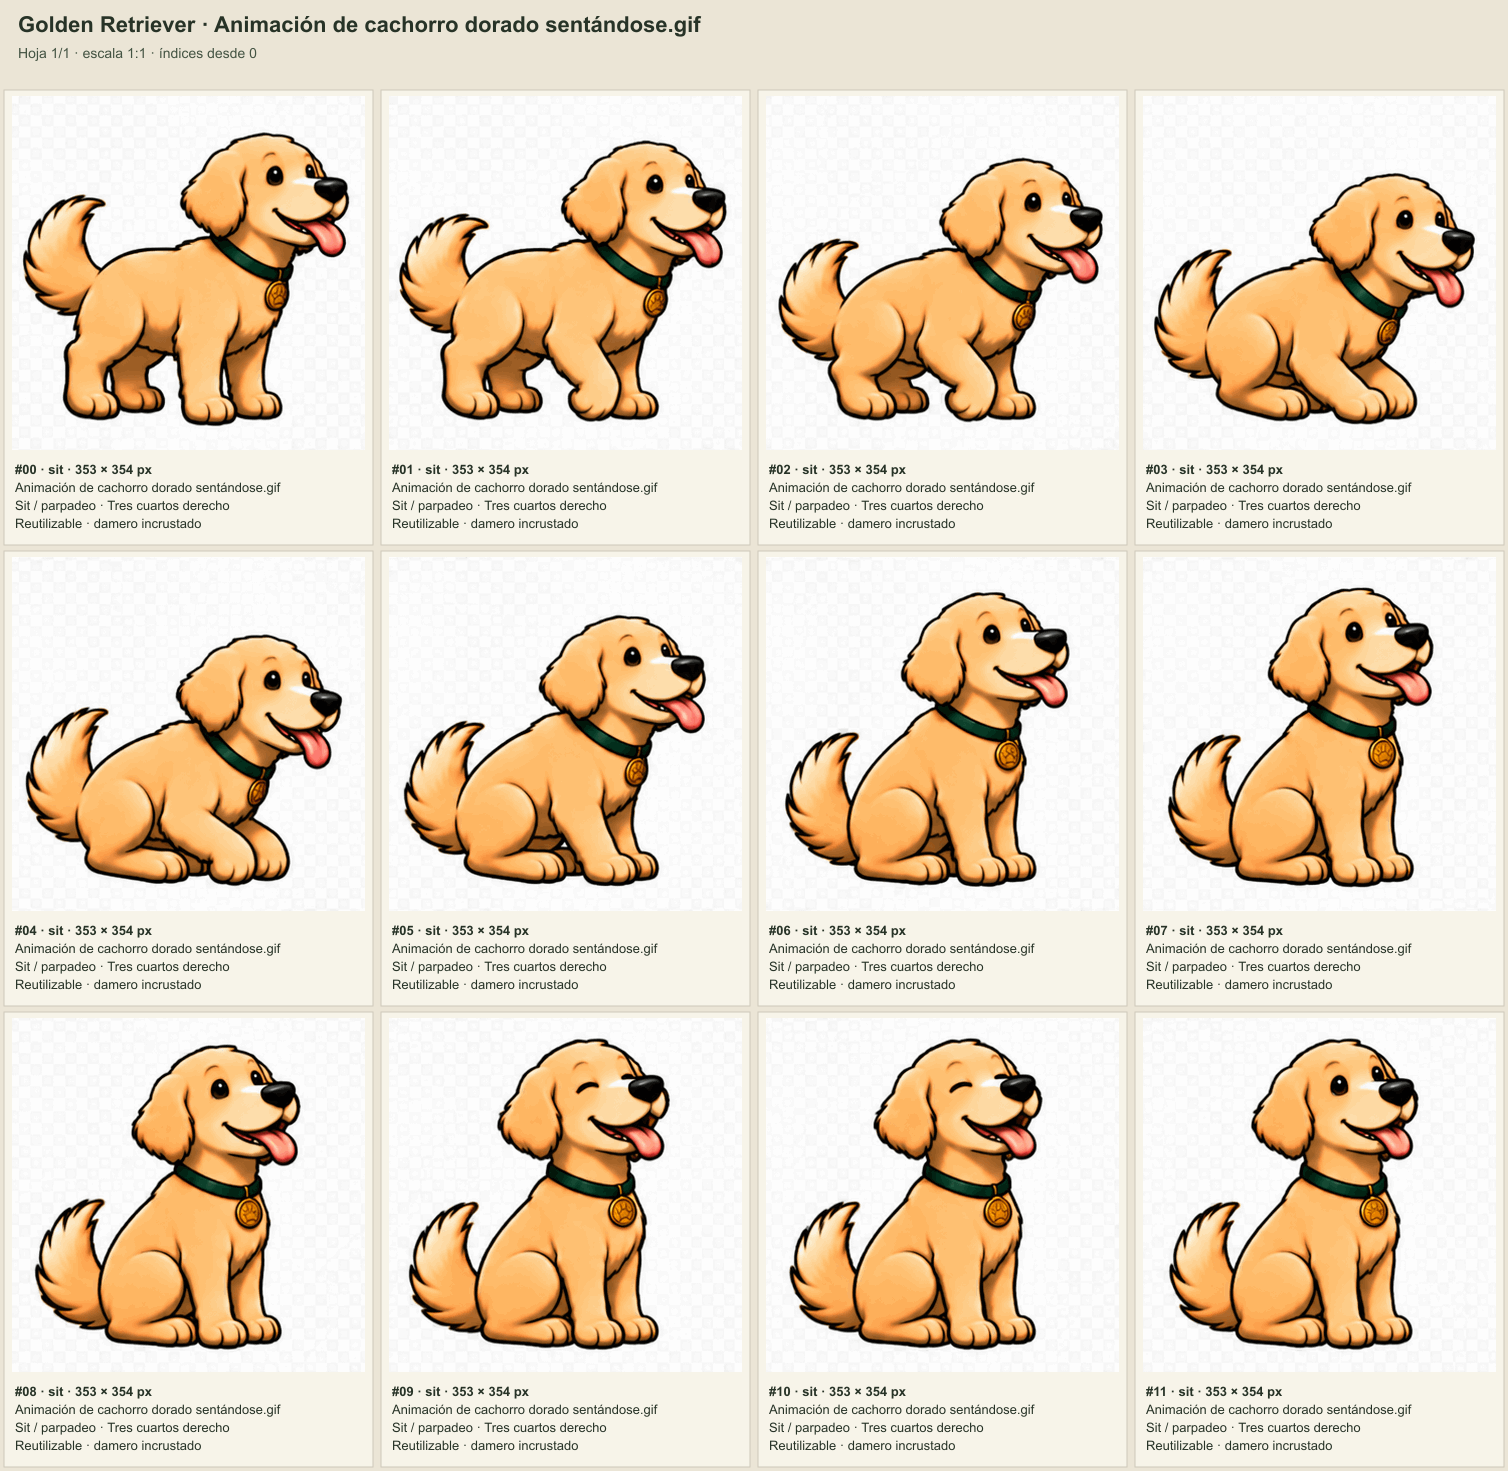 Golden Retriever · Animación de cachorro dorado sentándose.gif
Hoja 1/1 · escala 1:1 · índices desde 0
#00 · sit · 353 × 354 px
Animación de cachorro dorado sentándose.gif
Sit / parpadeo · Tres cuartos derecho
Reutilizable · damero incrustado
#01 · sit · 353 × 354 px
Animación de cachorro dorado sentándose.gif
Sit / parpadeo · Tres cuartos derecho
Reutilizable · damero incrustado
#02 · sit · 353 × 354 px
Animación de cachorro dorado sentándose.gif
Sit / parpadeo · Tres cuartos derecho
Reutilizable · damero incrustado
#03 · sit · 353 × 354 px
Animación de cachorro dorado sentándose.gif
Sit / parpadeo · Tres cuartos derecho
Reutilizable · damero incrustado
#04 · sit · 353 × 354 px
Animación de cachorro dorado sentándose.gif
Sit / parpadeo · Tres cuartos derecho
Reutilizable · damero incrustado
#05 · sit · 353 × 354 px
Animación de cachorro dorado sentándose.gif
Sit / parpadeo · Tres cuartos derecho
Reutilizable · damero incrustado
#06 · sit · 353 × 354 px
Animación de cachorro dorado sentándose.gif
Sit / parpadeo · Tres cuartos derecho
Reutilizable · damero incrustado
#07 · sit · 353 × 354 px
Animación de cachorro dorado sentándose.gif
Sit / parpadeo · Tres cuartos derecho
Reutilizable · damero incrustado
#08 · sit · 353 × 354 px
Animación de cachorro dorado sentándose.gif
Sit / parpadeo · Tres cuartos derecho
Reutilizable · damero incrustado
#09 · sit · 353 × 354 px
Animación de cachorro dorado sentándose.gif
Sit / parpadeo · Tres cuartos derecho
Reutilizable · damero incrustado
#10 · sit · 353 × 354 px
Animación de cachorro dorado sentándose.gif
Sit / parpadeo · Tres cuartos derecho
Reutilizable · damero incrustado
#11 · sit · 353 × 354 px
Animación de cachorro dorado sentándose.gif
Sit / parpadeo · Tres cuartos derecho
Reutilizable · damero incrustado